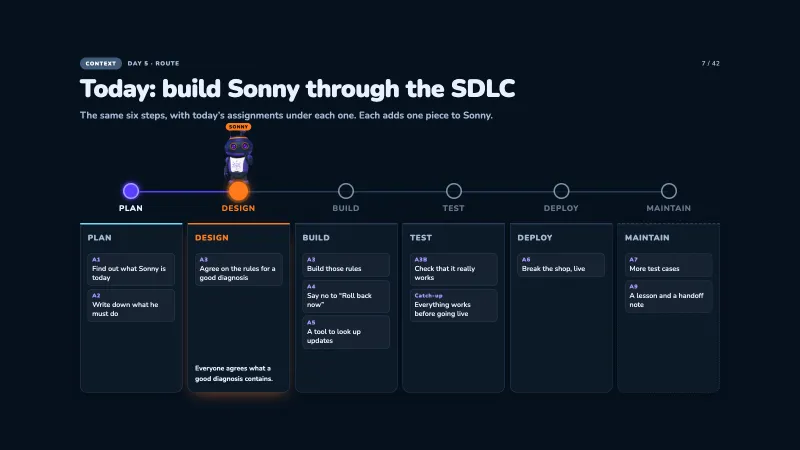 CONTEXT
DAY 5 · ROUTE
7 / 42
Today: build Sonny through the SDLC
The same six steps, with today's assignments under each one. Each adds one piece to Sonny.
SONNY
PLAN
DESIGN
BUILD
TEST
DEPLOY
MAINTAIN
PLAN
A1
Find out what Sonny is
today
A2
Write down what he
must do
DESIGN
A3
Agree on the rules for a
good diagnosis
Everyone agrees what a
good diagnosis contains.
BUILD
A3
Build those rules
A4
Say no to "Roll back
now"
A5
A tool to look up
updates
TEST
A3B
Check that it really
works
Catch-up
Everything works
before going live
DEPLOY
A6
Break the shop, live
MAINTAIN
A7
More test cases
A9
A lesson and a handoff
note